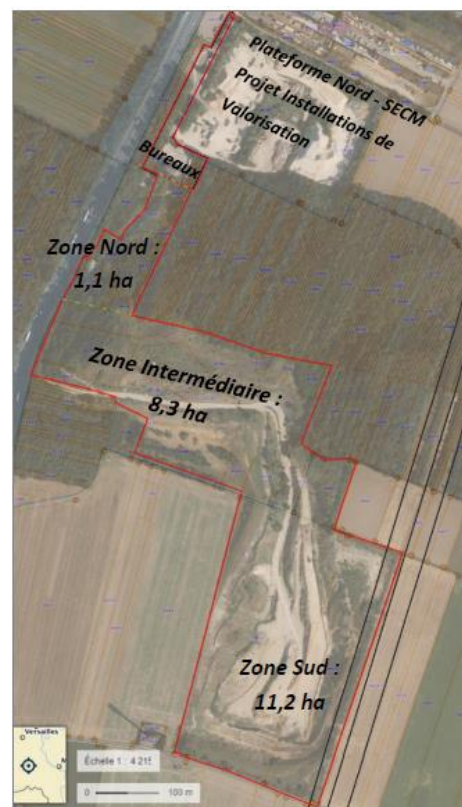 Plateforme Nord - SECM
Projet Installations de
Valorisation
Bureaux
Zone Nord :
1,1 ha
Zone Intermédiaire :
8,3 ha
Zone Sud :
11,2 ha
Versailles
Échelle 1 : 4 215
0 100 m